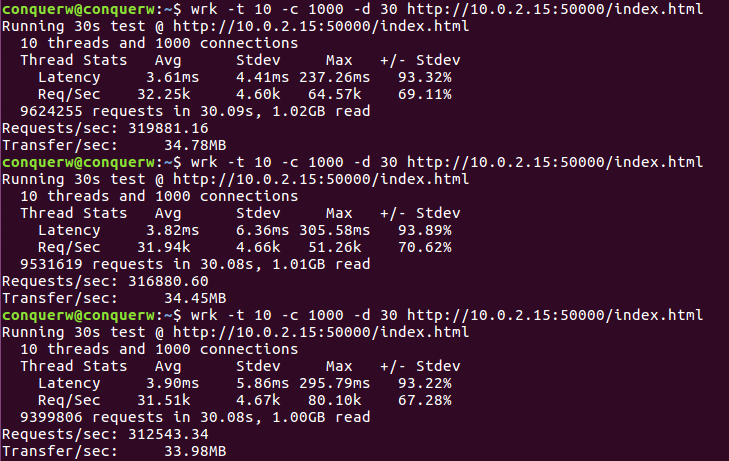 conquerw@conquerw:~$ wrk -t 10 -c 1000 -d 30 http://10.0.2.15:50000/index.html
Running 30s test @ http://10.0.2.15:50000/index.html
  10 threads and 1000 connections
  Thread Stats   Avg      Stdev     Max   +/- Stdev
    Latency     3.61ms    4.41ms 237.26ms   93.32%
    Req/Sec    32.25k     4.60k   64.57k    69.11%
  9624255 requests in 30.09s, 1.02GB read
Requests/sec: 319881.16
Transfer/sec:     34.78MB
conquerw@conquerw:~$ wrk -t 10 -c 1000 -d 30 http://10.0.2.15:50000/index.html
Running 30s test @ http://10.0.2.15:50000/index.html
  10 threads and 1000 connections
  Thread Stats   Avg      Stdev     Max   +/- Stdev
    Latency     3.82ms    6.36ms 305.58ms   93.89%
    Req/Sec    31.94k     4.66k   51.26k    70.62%
  9531619 requests in 30.08s, 1.01GB read
Requests/sec: 316880.60
Transfer/sec:     34.45MB
conquerw@conquerw:~$ wrk -t 10 -c 1000 -d 30 http://10.0.2.15:50000/index.html
Running 30s test @ http://10.0.2.15:50000/index.html
  10 threads and 1000 connections
  Thread Stats   Avg      Stdev     Max   +/- Stdev
    Latency     3.90ms    5.86ms 295.79ms   93.22%
    Req/Sec    31.51k     4.67k   80.10k    67.28%
  9399806 requests in 30.08s, 1.00GB read
Requests/sec: 312543.34
Transfer/sec:     33.98MB